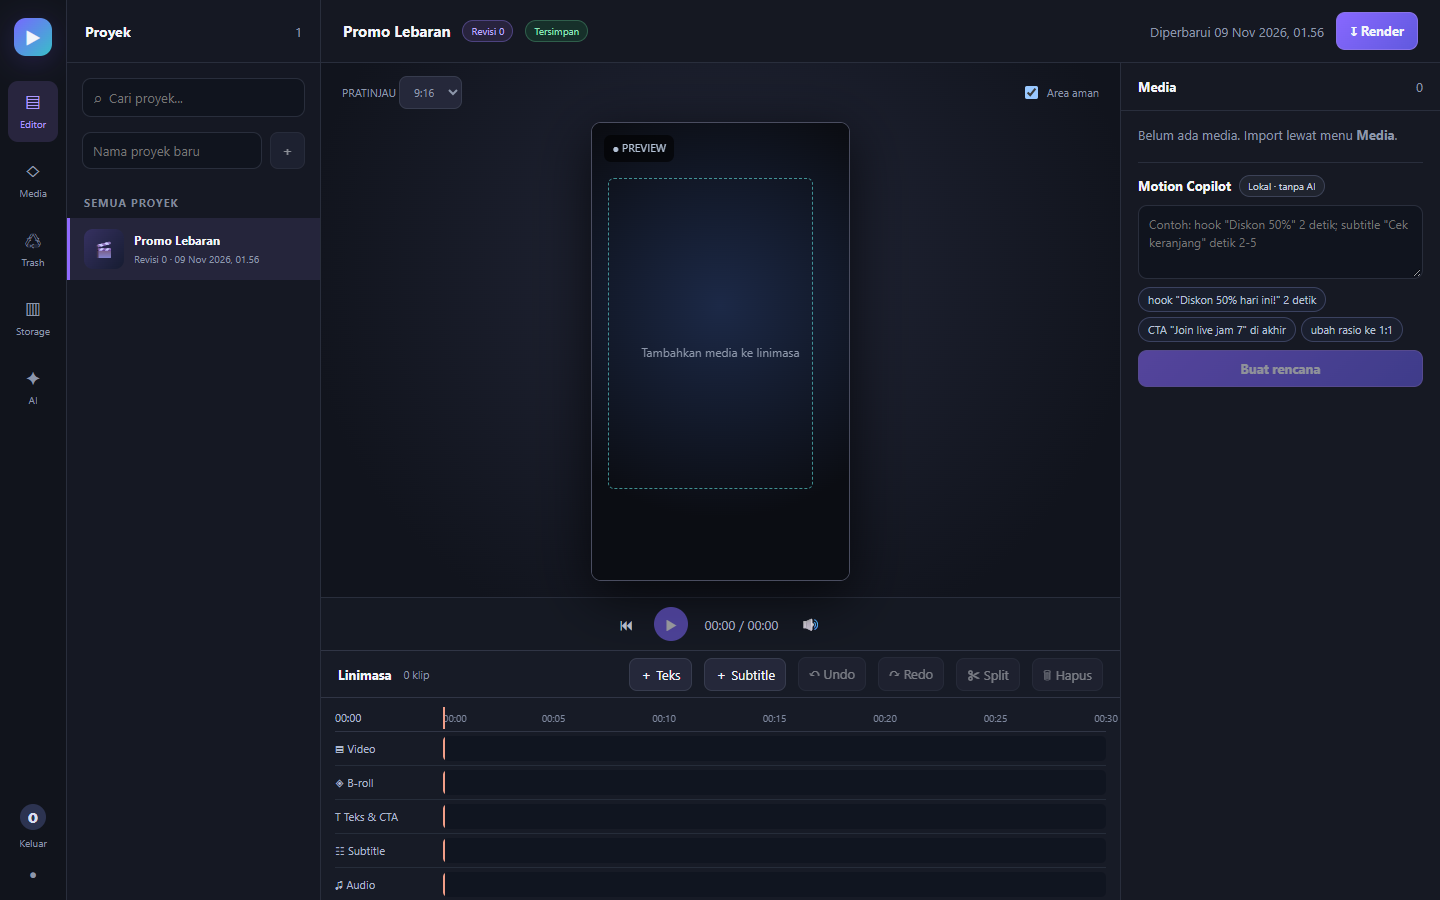 Editor
Media
Trash
Storage
AI
O
Keluar
Proyek 1
Cari proyek...
Nama proyek baru +
SEMUA PROYEK
Promo Lebaran
Revisi 0 · 09 Nov 2026, 01.56
Promo Lebaran Revisi 0 Tersimpan
Diperbarui 09 Nov 2026, 01.56 Render
PRATINJAU 9:16
Area aman
PREVIEW
Tambahkan media ke linimasa
00:00 / 00:00
Linimasa 0 klip
+ Teks + Subtitle Undo Redo Split Hapus
00:00 00:00 00:05 00:10 00:15 00:20 00:25 00:30
Video
B-roll
T Teks & CTA
Subtitle
Audio
Media 0
Belum ada media. Import lewat menu Media.
Motion Copilot Lokal · tanpa AI
Contoh: hook "Diskon 50%" 2 detik; subtitle "Cek
keranjang" detik 2-5
hook "Diskon 50% hari ini!" 2 detik
CTA "Join live jam 7" di akhir ubah rasio ke 1:1
Buat rencana